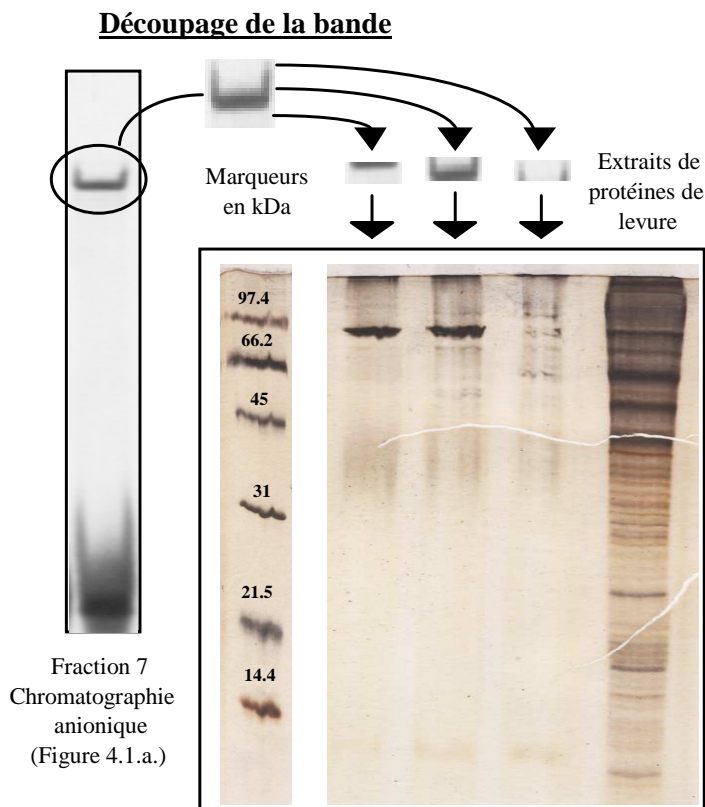 Découpage de la bande
Marqueurs
en kDa
Extraits de
protéines de
levure
97.4
66.2
45
31
21.5
14.4
Fraction 7
Chromatographie
anionique
(Figure 4.1.a.)